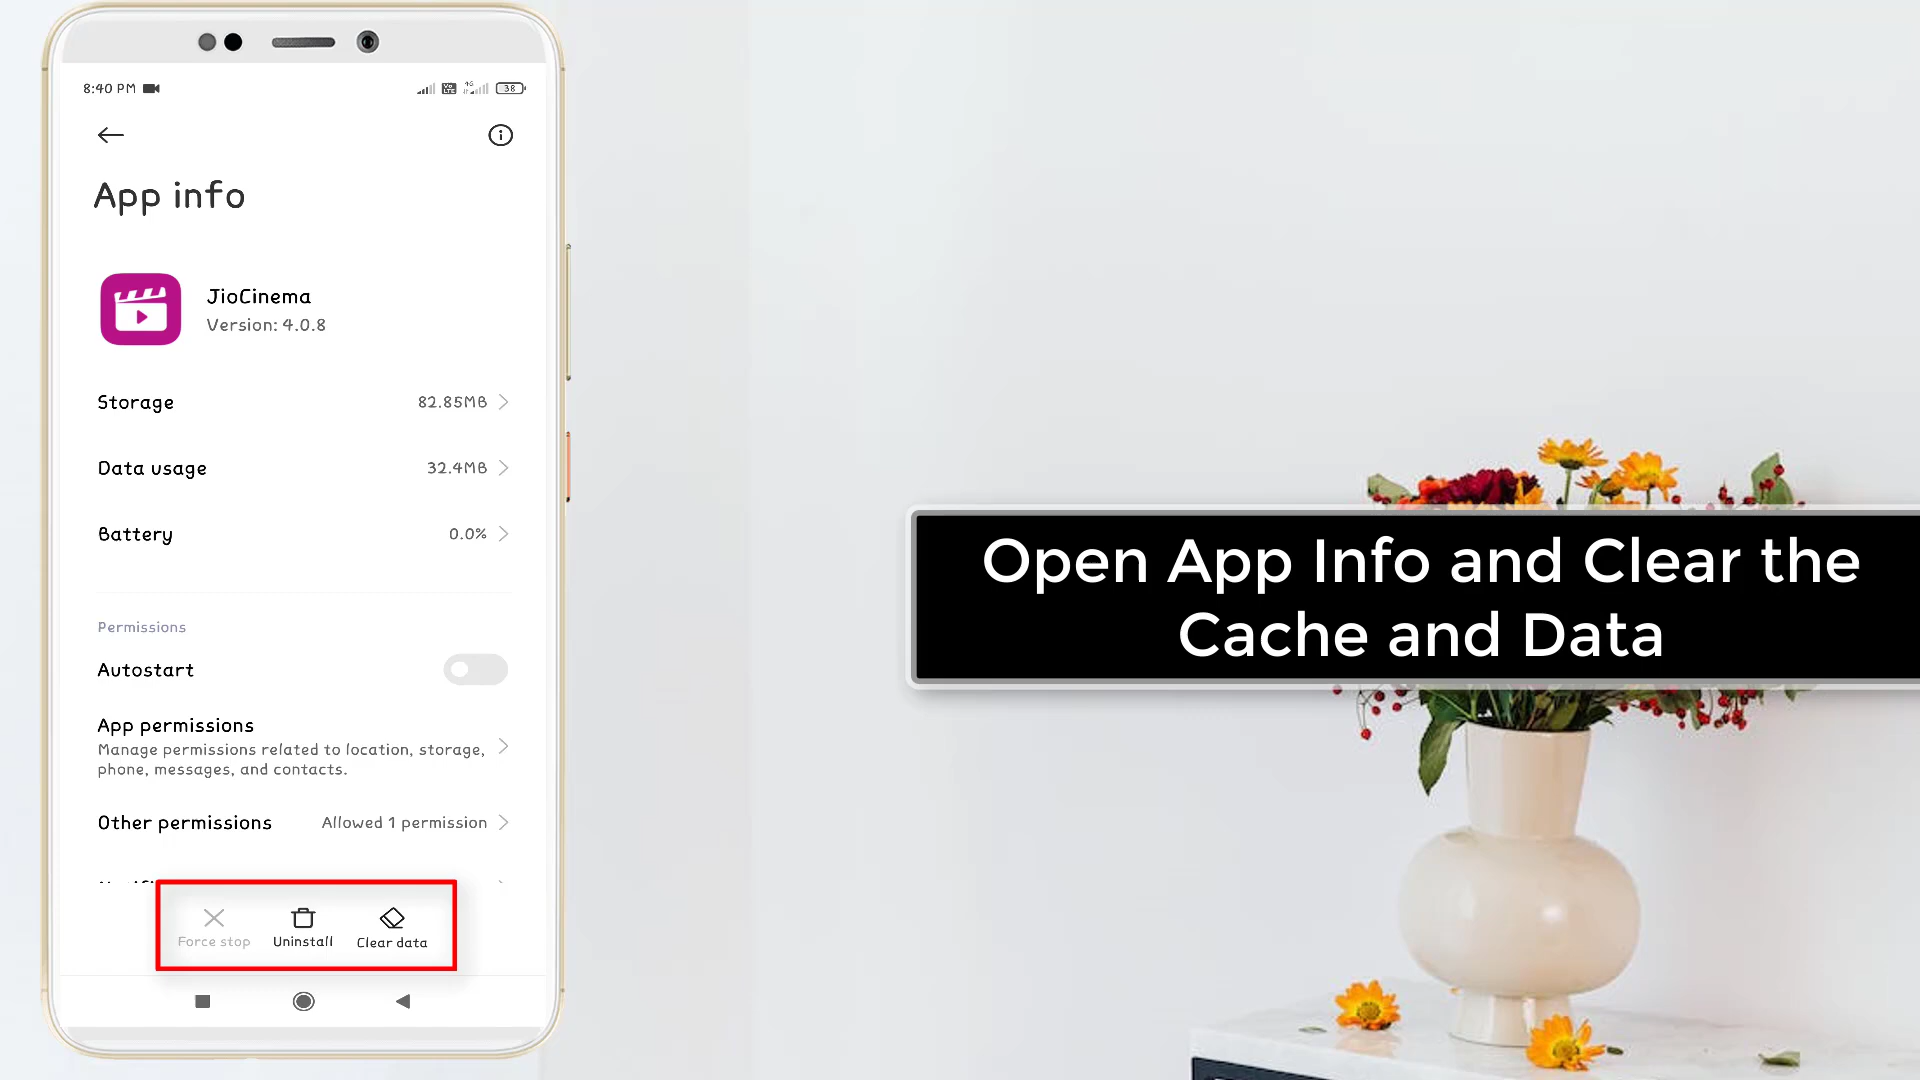 8:40 PM
38
App info
JioCinema
Version: 4.0.8
Storage 82.85MB
Data usage 32.4MB
Battery 0.0%
Permissions
Autostart
App permissions
Manage permissions related to location, storage,
phone, messages, and contacts.
Other permissions Allowed 1 permission
Force stop Uninstall Clear data
Open App Info and Clear the
Cache and Data